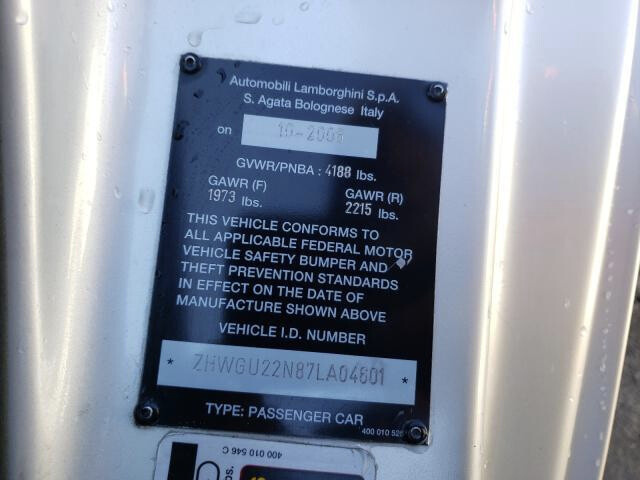 Automobili Lamborghini S.p.A.
S. Agata Bolognese Italy
on 10-2006
GVWR/PNBA : 4188 lbs.
GAWR (F) GAWR (R)
1973 lbs. 2215 lbs.
THIS VEHICLE CONFORMS TO
ALL APPLICABLE FEDERAL MOTOR
VEHICLE SAFETY BUMPER AND
THEFT PREVENTION STANDARDS
IN EFFECT ON THE DATE OF
MANUFACTURE SHOWN ABOVE
VEHICLE I.D. NUMBER
* ZHWGU22N87LA04601 *
TYPE: PASSENGER CAR
400 010 546 C